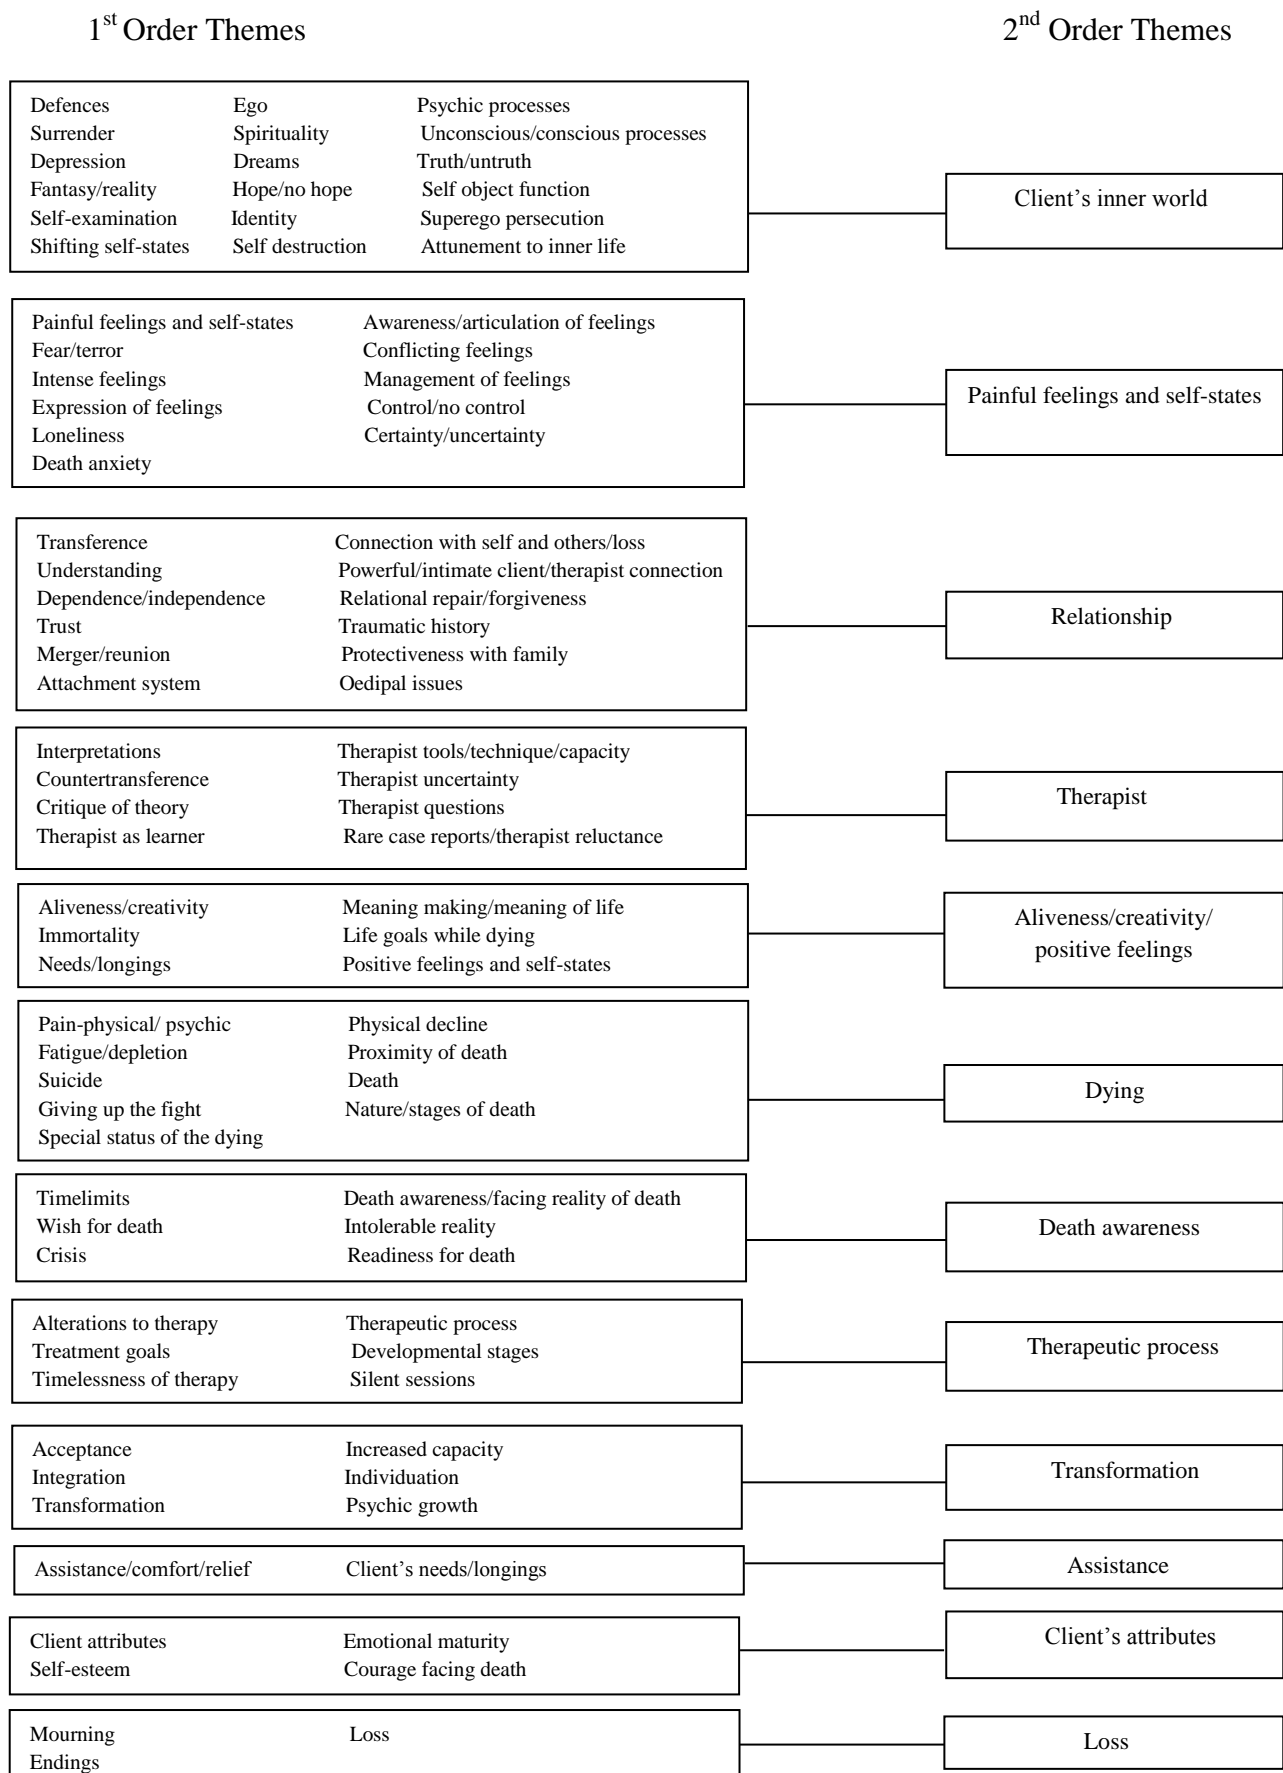 1st Order Themes 2nd Order Themes
Defences Ego Psychic processes
Surrender Spirituality Unconscious/conscious processes
Depression Dreams Truth/untruth
Fantasy/reality Hope/no hope Self object function
Self-examination Identity Superego persecution
Shifting self-states Self destruction Attunement to inner life
Client's inner world
Painful feelings and self-states Awareness/articulation of feelings
Fear/terror Conflicting feelings
Intense feelings Management of feelings
Expression of feelings Control/no control
Loneliness Certainty/uncertainty
Death anxiety
Painful feelings and self-states
Transference Connection with self and others/loss
Understanding Powerful/intimate client/therapist connection
Dependence/independence Relational repair/forgiveness
Trust Traumatic history
Merger/reunion Protectiveness with family
Attachment system Oedipal issues
Relationship
Interpretations Therapist tools/technique/capacity
Countertransference Therapist uncertainty
Critique of theory Therapist questions
Therapist as learner Rare case reports/therapist reluctance
Therapist
Aliveness/creativity Meaning making/meaning of life
Immortality Life goals while dying
Needs/longings Positive feelings and self-states
Aliveness/creativity/
positive feelings
Pain-physical/ psychic Physical decline
Fatigue/depletion Proximity of death
Suicide Death
Giving up the fight Nature/stages of death
Special status of the dying
Dying
Timelimits Death awareness/facing reality of death
Wish for death Intolerable reality
Crisis Readiness for death
Death awareness
Alterations to therapy Therapeutic process
Treatment goals Developmental stages
Timelessness of therapy Silent sessions
Therapeutic process
Acceptance Increased capacity
Integration Individuation
Transformation Psychic growth
Transformation
Assistance/comfort/relief Client's needs/longings
Assistance
Client attributes Emotional maturity
Self-esteem Courage facing death
Client's attributes
Mourning Loss
Endings
Loss